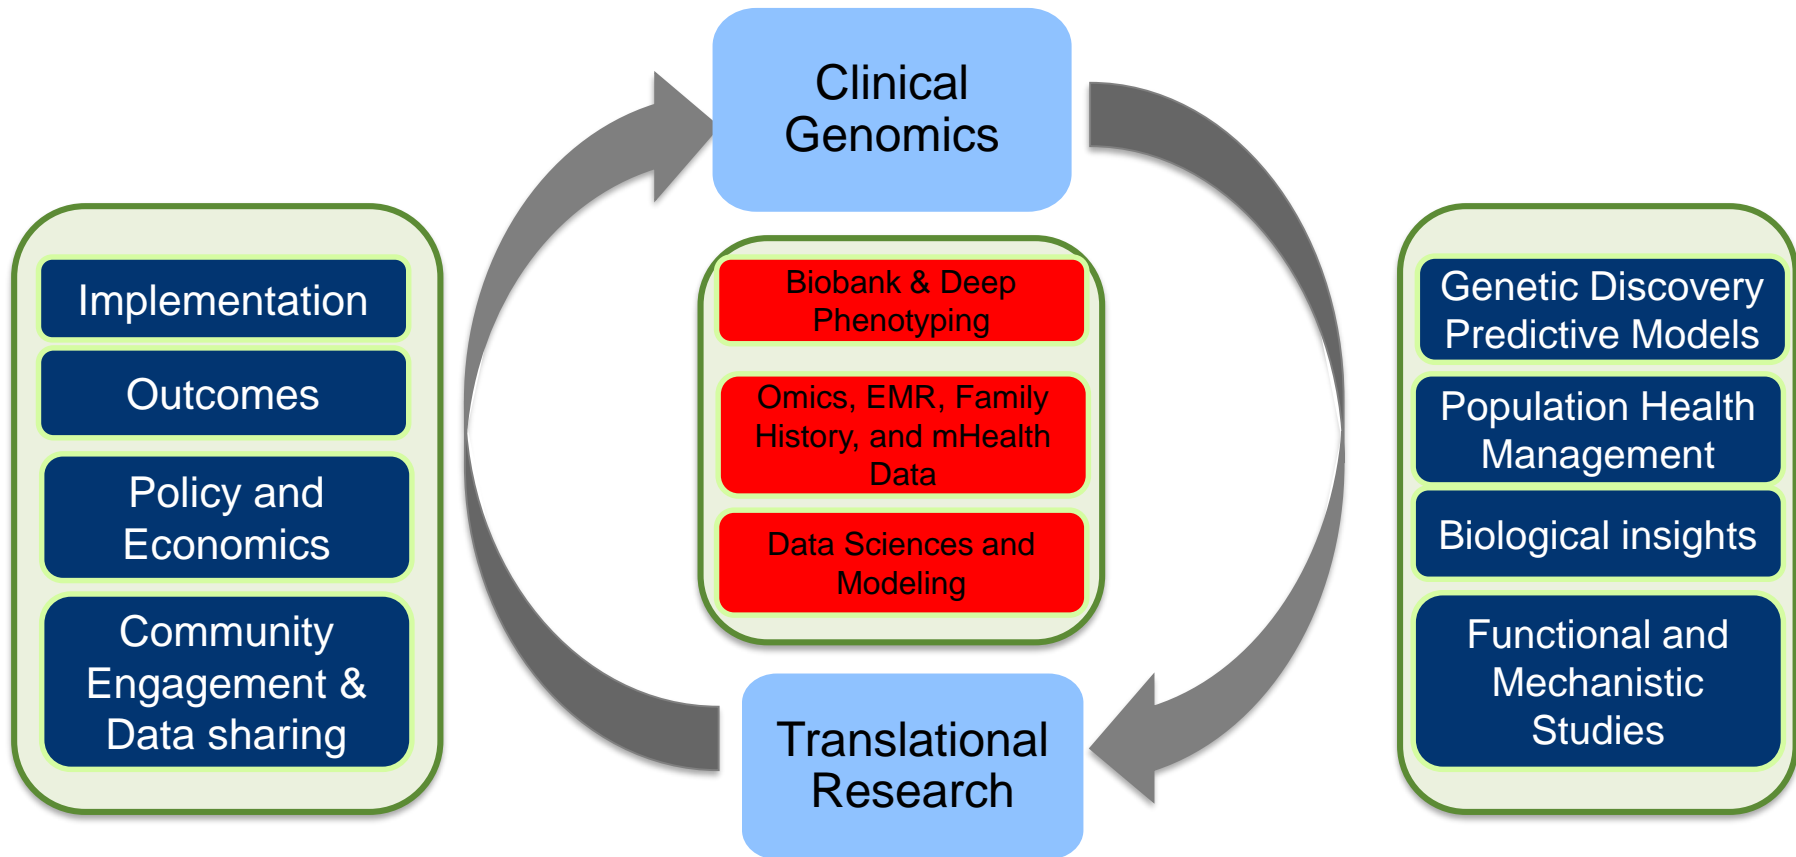 Clinical
Genomics
Implementation
Outcomes
Policy and
Economics
Community
Engagement &
Data sharing
Biobank & Deep
Phenotyping
Omics, EMR, Family
History, and mHealth
Data
Data Sciences and
Modeling
Genetic Discovery
Predictive Models
Population Health
Management
Biological insights
Functional and
Mechanistic
Studies
Translational
Research